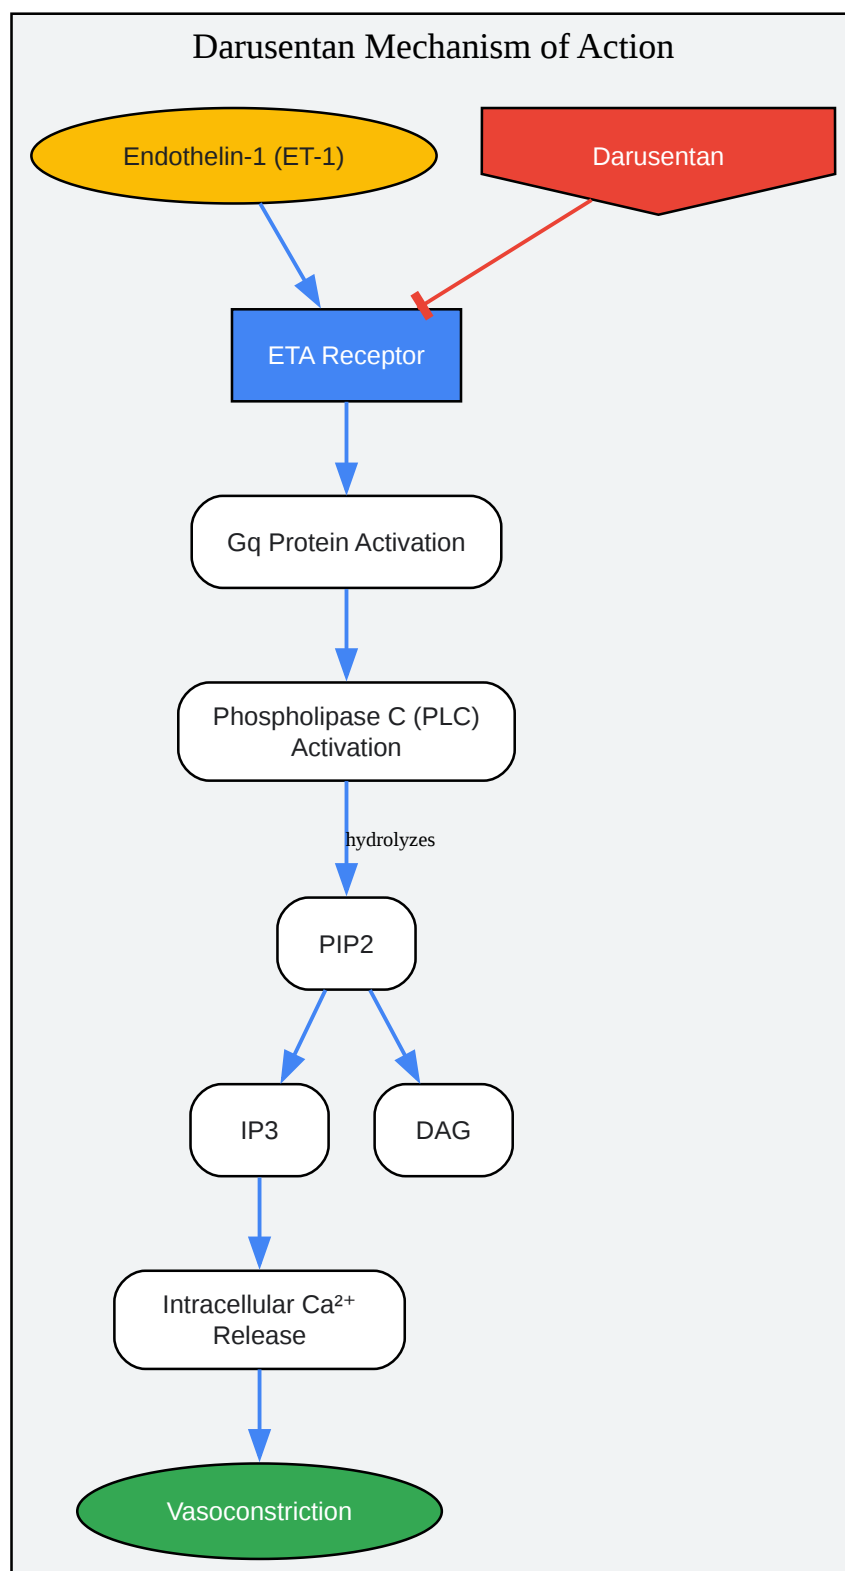 Darusentan Mechanism of Action
Endothelin-1 (ET-1)
Darusentan
ETA Receptor
Gq Protein Activation
Phospholipase C (PLC)
Activation
hydrolyzes
PIP2
IP3
DAG
Intracellular Ca²⁺
Release
Vasoconstriction